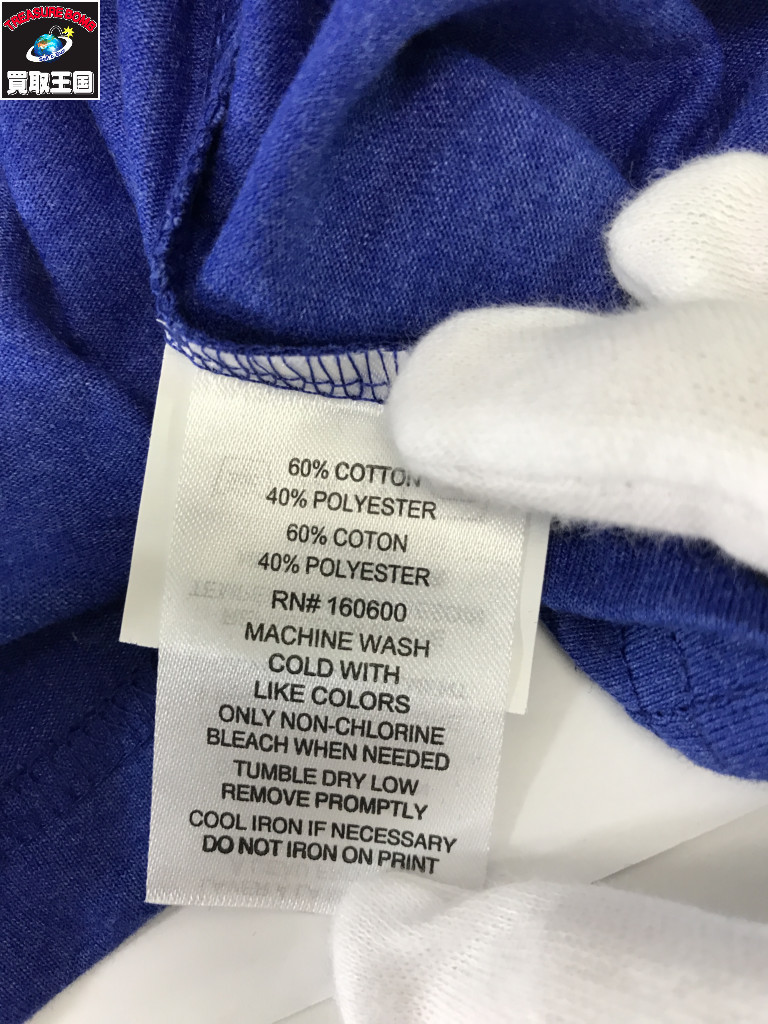 TREASURE BOMB
買取王国
60% COTTON
40% POLYESTER
60% COTON
40% POLYESTER
RN# 160600
MACHINE WASH
COLD WITH
LIKE COLORS
ONLY NON-CHLORINE
BLEACH WHEN NEEDED
TUMBLE DRY LOW
REMOVE PROMPTLY
COOL IRON IF NECESSARY
DO NOT IRON ON PRINT